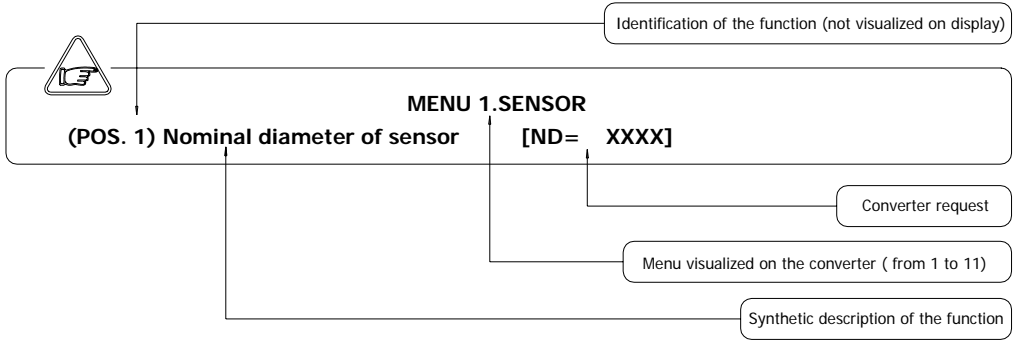 Identification of the function (not visualized on display)
MENU 1.SENSOR
(POS. 1) Nominal diameter of sensor [ND= XXXX]
Converter request
Menu visualized on the converter ( from 1 to 11)
Synthetic description of the function